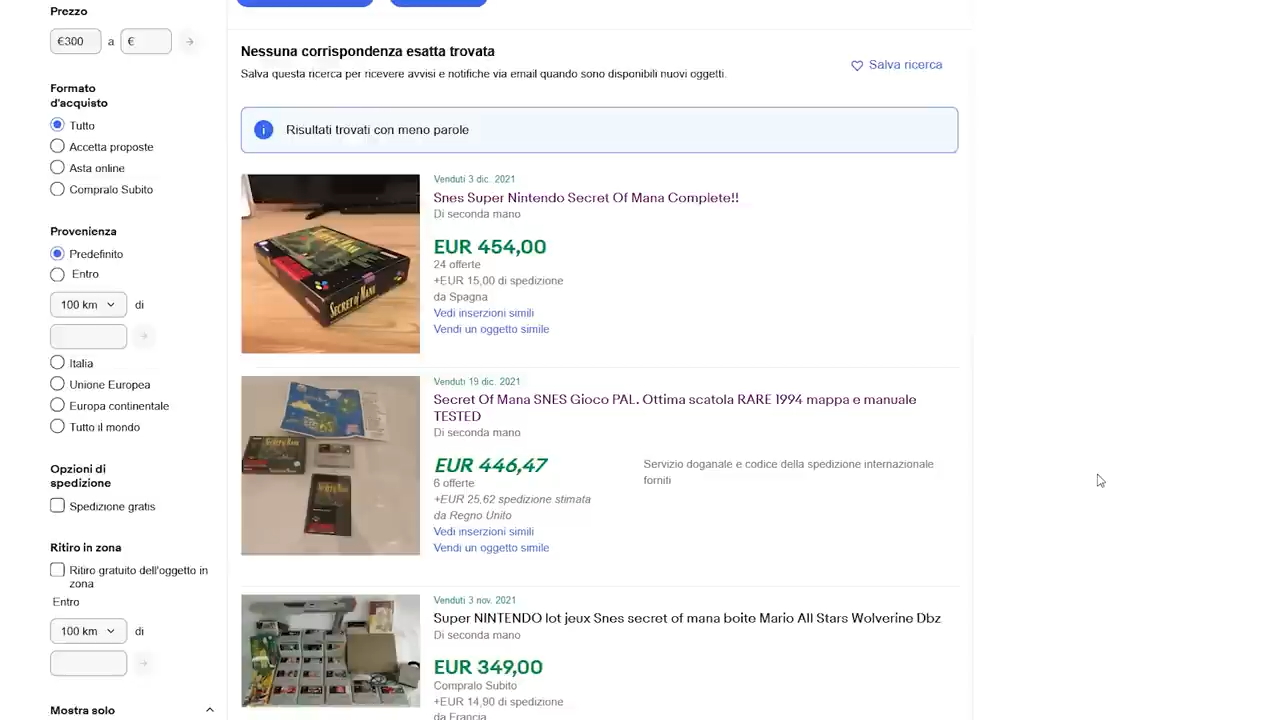 Prezzo
€300 a €
Formato
d'acquisto
Tutto
Accetta proposte
Asta online
Compralo Subito
Provenienza
Predefinito
Entro
100 km di
Italia
Unione Europea
Europa continentale
Tutto il mondo
Opzioni di
spedizione
Spedizione gratis
Ritiro in zona
Ritiro gratuito dell'oggetto in
zona
Entro
100 km di
Mostra solo
Nessuna corrispondenza esatta trovata
Salva questa ricerca per ricevere avvisi e notifiche via email quando sono disponibili nuovi oggetti.
Salva ricerca
Risultati trovati con meno parole
Venduti 3 dic. 2021
Snes Super Nintendo Secret Of Mana Complete!!
Di seconda mano
EUR 454,00
24 offerte
+EUR 15,00 di spedizione
da Spagna
Vedi inserzioni simili
Vendi un oggetto simile
SECRET of MANA
Venduti 19 dic. 2021
Secret Of Mana SNES Gioco PAL. Ottima scatola RARE 1994 mappa e manuale
TESTED
Di seconda mano
EUR 446,47
6 offerte
+EUR 25,62 spedizione stimata
da Regno Unito
Vedi inserzioni simili
Vendi un oggetto simile
Servizio doganale e codice della spedizione internazionale
forniti
Venduti 3 nov. 2021
Super NINTENDO lot jeux Snes secret of mana boite Mario All Stars Wolverine Dbz
Di seconda mano
EUR 349,00
Compralo Subito
+EUR 14,90 di spedizione
da Francia